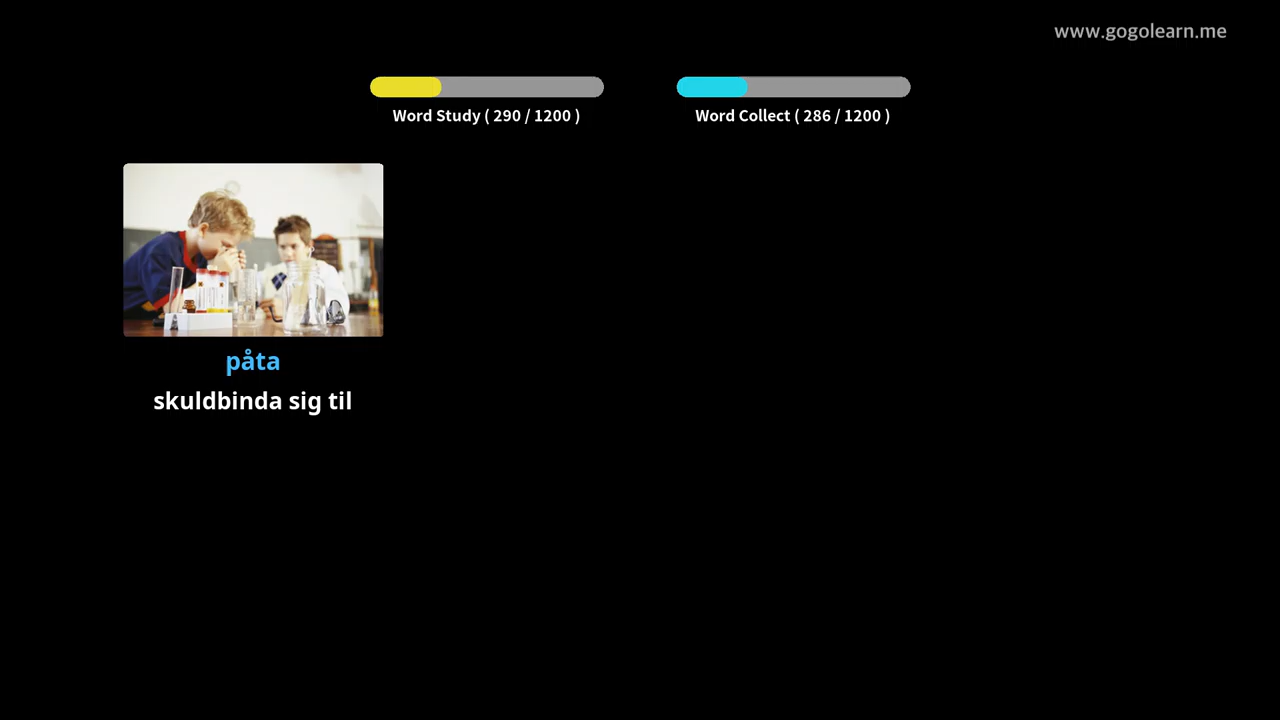 www.gogolearn.me
Word Study ( 290 / 1200 )
Word Collect ( 286 / 1200 )
påta
skuldbinda sig til